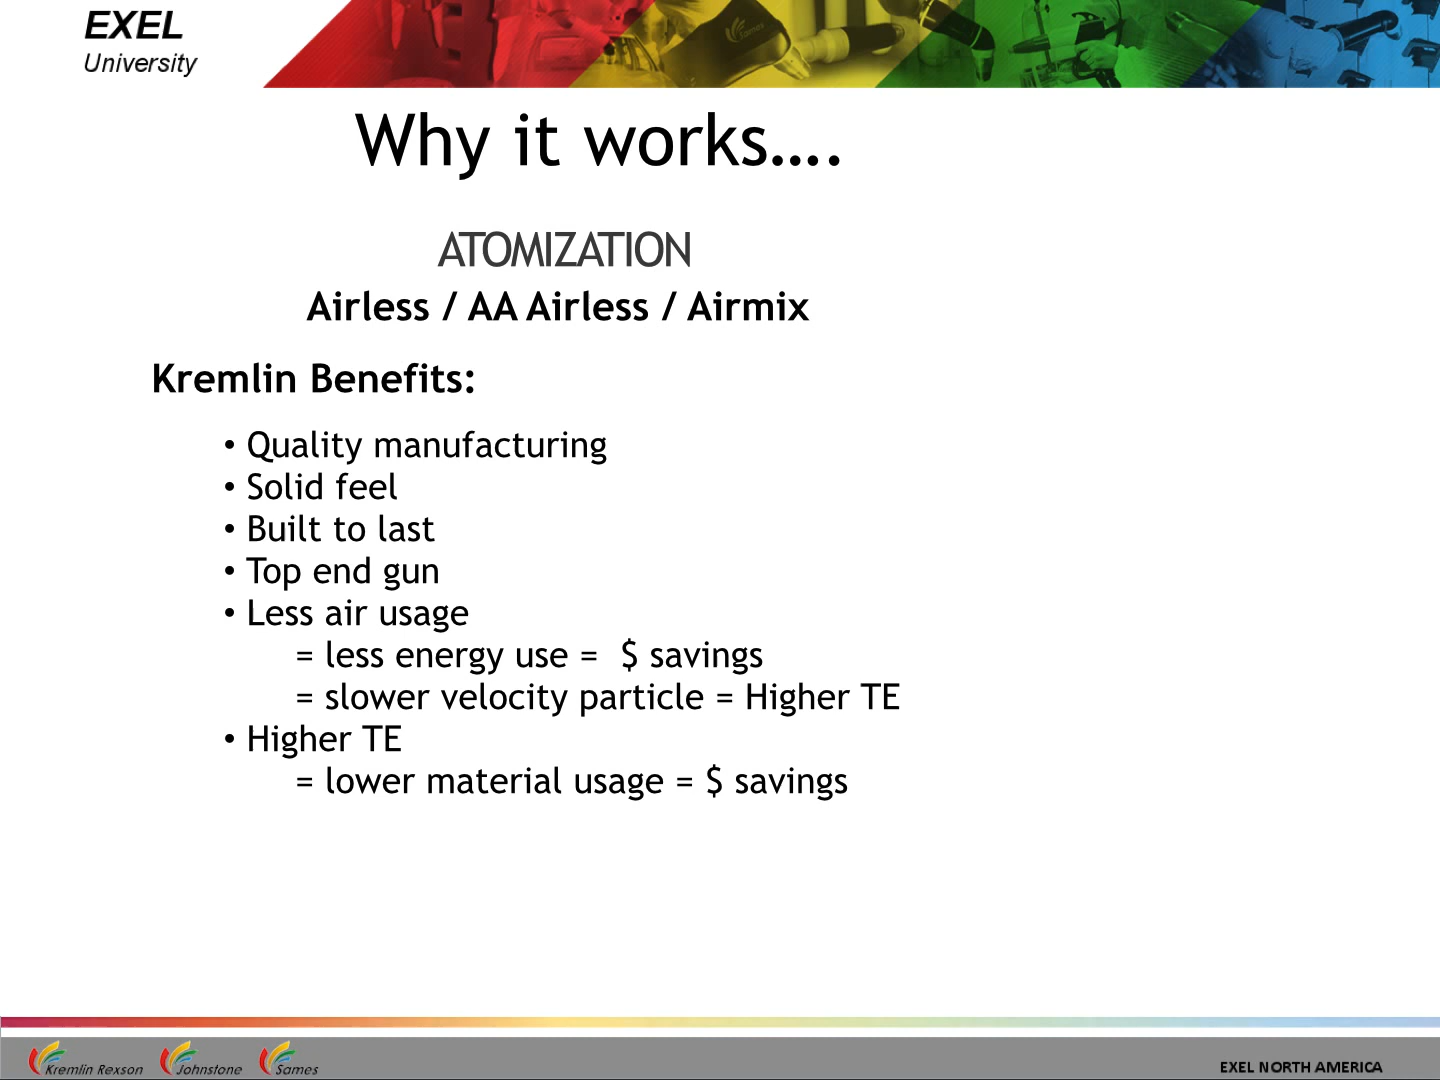 EXEL
University
Sames
Why it works….
ATOMIZATION
Airless / AA Airless / Airmix
Kremlin Benefits:
• Quality manufacturing
• Solid feel
• Built to last
• Top end gun
• Less air usage
= less energy use =  $ savings
= slower velocity particle = Higher TE
• Higher TE
= lower material usage = $ savings
Kremlin Rexson Johnstone Sames
EXEL NORTH AMERICA